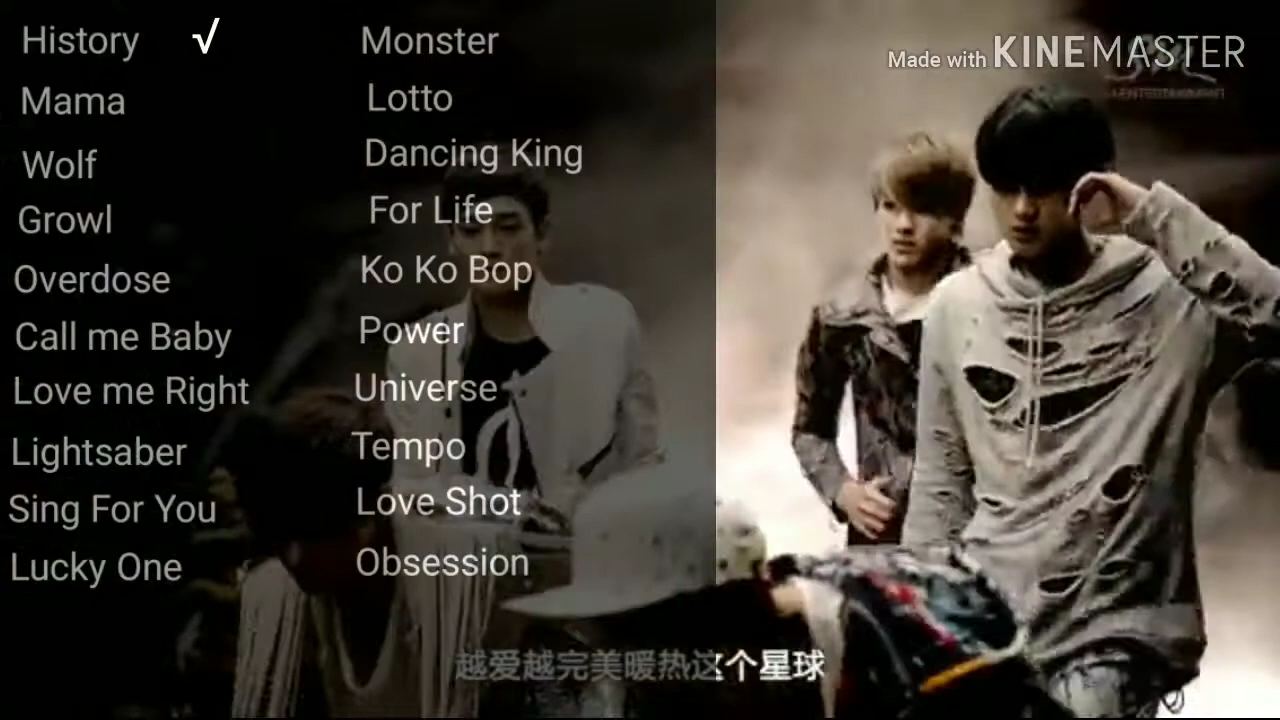 History √
Mama
Wolf
Growl
Overdose
Call me Baby
Love me Right
Lightsaber
Sing For You
Lucky One
Monster
Lotto
Dancing King
For Life
Ko Ko Bop
Power
Universe
Tempo
Love Shot
Obsession
Made with KINEMASTER
越爱越完美暖热这个星球